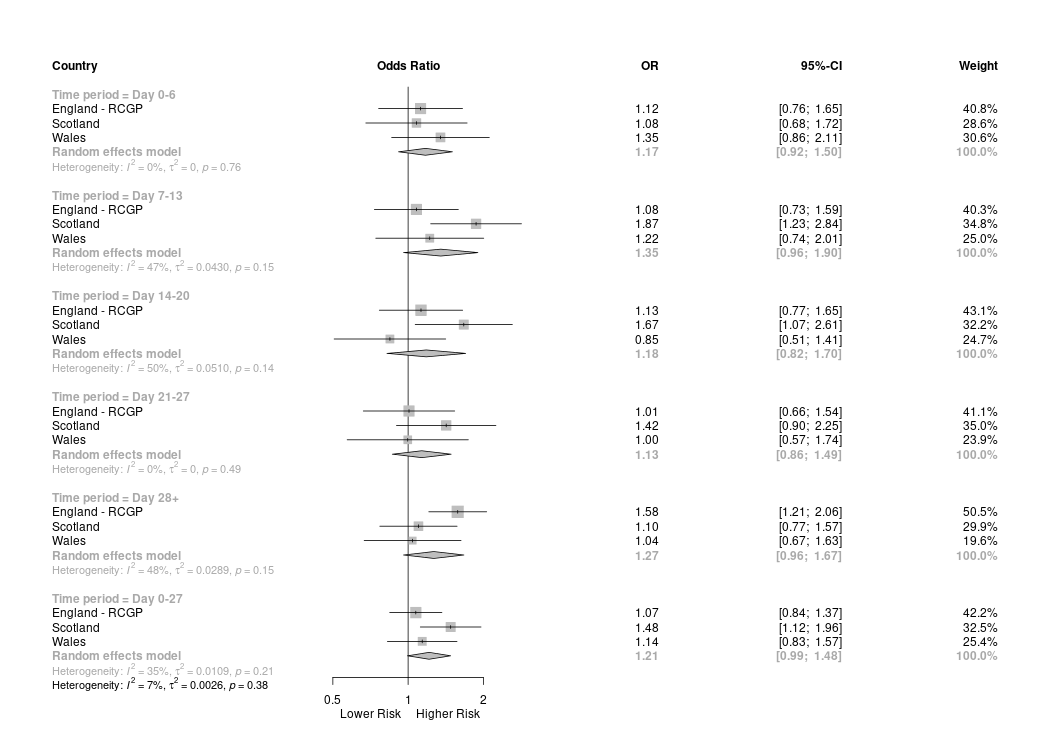 Country Odds Ratio OR 95%-CI Weight
Time period = Day 0-6
England - RCGP 1.12 [0.76; 1.65] 40.8%
Scotland 1.08 [0.68; 1.72] 28.6%
Wales 1.35 [0.86; 2.11] 30.6%
Random effects model 1.17 [0.92; 1.50] 100.0%
Heterogeneity: I² = 0%, τ² = 0, p = 0.76
Time period = Day 7-13
England - RCGP 1.08 [0.73; 1.59] 40.3%
Scotland 1.87 [1.23; 2.84] 34.8%
Wales 1.22 [0.74; 2.01] 25.0%
Random effects model 1.35 [0.96; 1.90] 100.0%
Heterogeneity: I² = 47%, τ² = 0.0430, p = 0.15
Time period = Day 14-20
England - RCGP 1.13 [0.77; 1.65] 43.1%
Scotland 1.67 [1.07; 2.61] 32.2%
Wales 0.85 [0.51; 1.41] 24.7%
Random effects model 1.18 [0.82; 1.70] 100.0%
Heterogeneity: I² = 50%, τ² = 0.0510, p = 0.14
Time period = Day 21-27
England - RCGP 1.01 [0.66; 1.54] 41.1%
Scotland 1.42 [0.90; 2.25] 35.0%
Wales 1.00 [0.57; 1.74] 23.9%
Random effects model 1.13 [0.86; 1.49] 100.0%
Heterogeneity: I² = 0%, τ² = 0, p = 0.49
Time period = Day 28+
England - RCGP 1.58 [1.21; 2.06] 50.5%
Scotland 1.10 [0.77; 1.57] 29.9%
Wales 1.04 [0.67; 1.63] 19.6%
Random effects model 1.27 [0.96; 1.67] 100.0%
Heterogeneity: I² = 48%, τ² = 0.0289, p = 0.15
Time period = Day 0-27
England - RCGP 1.07 [0.84; 1.37] 42.2%
Scotland 1.48 [1.12; 1.96] 32.5%
Wales 1.14 [0.83; 1.57] 25.4%
Random effects model 1.21 [0.99; 1.48] 100.0%
Heterogeneity: I² = 35%, τ² = 0.0109, p = 0.21
Heterogeneity: I² = 7%, τ² = 0.0026, p = 0.38
0.5 1 2
Lower Risk Higher Risk